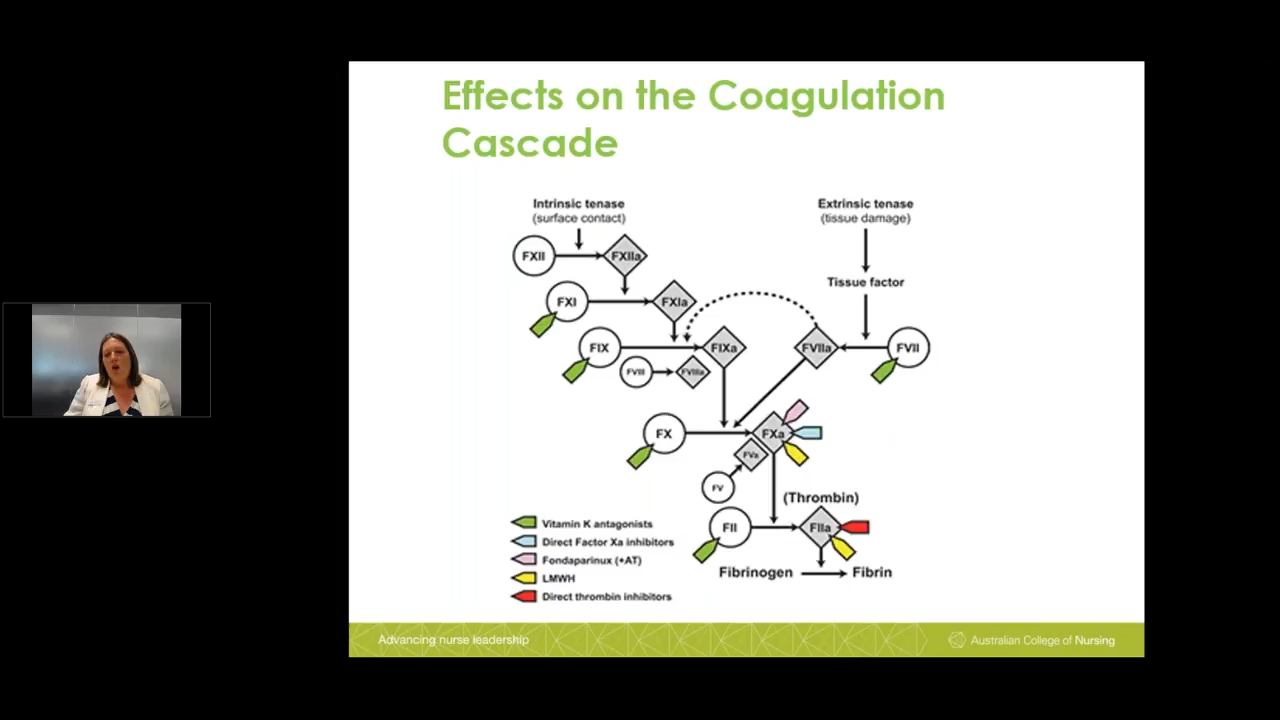 Effects on the Coagulation
Cascade
Intrinsic tenase
(surface contact)
Extrinsic tenase
(tissue damage)
FXII
FXIIa
Tissue factor
FXI
FXIa
FIX
FIXa
FVIIa
FVII
FVIII
FVIIIa
FX
FXa
FVa
FV
(Thrombin)
FII
FIIa
Fibrinogen
Fibrin
Vitamin K antagonists
Direct Factor Xa inhibitors
Fondaparinux (+AT)
LMWH
Direct thrombin inhibitors
Advancing nurse leadership
Australian College of Nursing